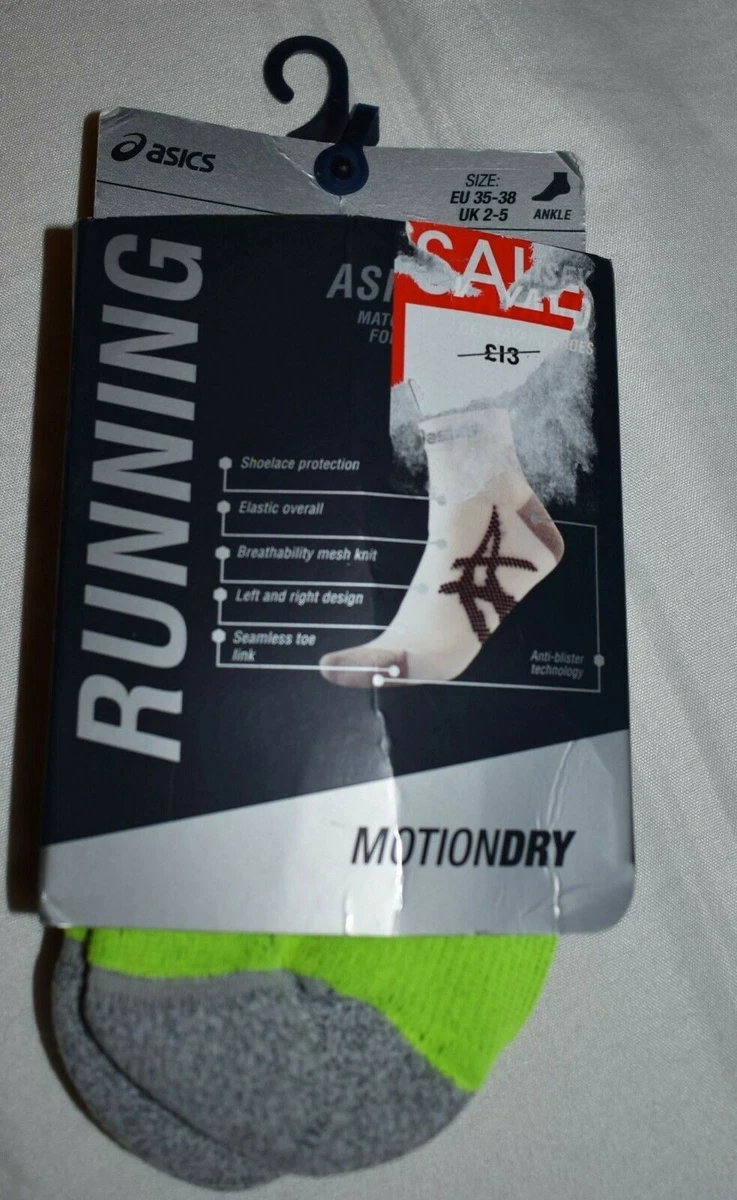 asics
SIZE:
EU 35-38
UK 2-5
ANKLE
RUNNING
SALE
£13
Shoelace protection
Elastic overall
Breathability mesh knit
Left and right design
Seamless toe
link
Anti-blister
technology
MOTIONDRY